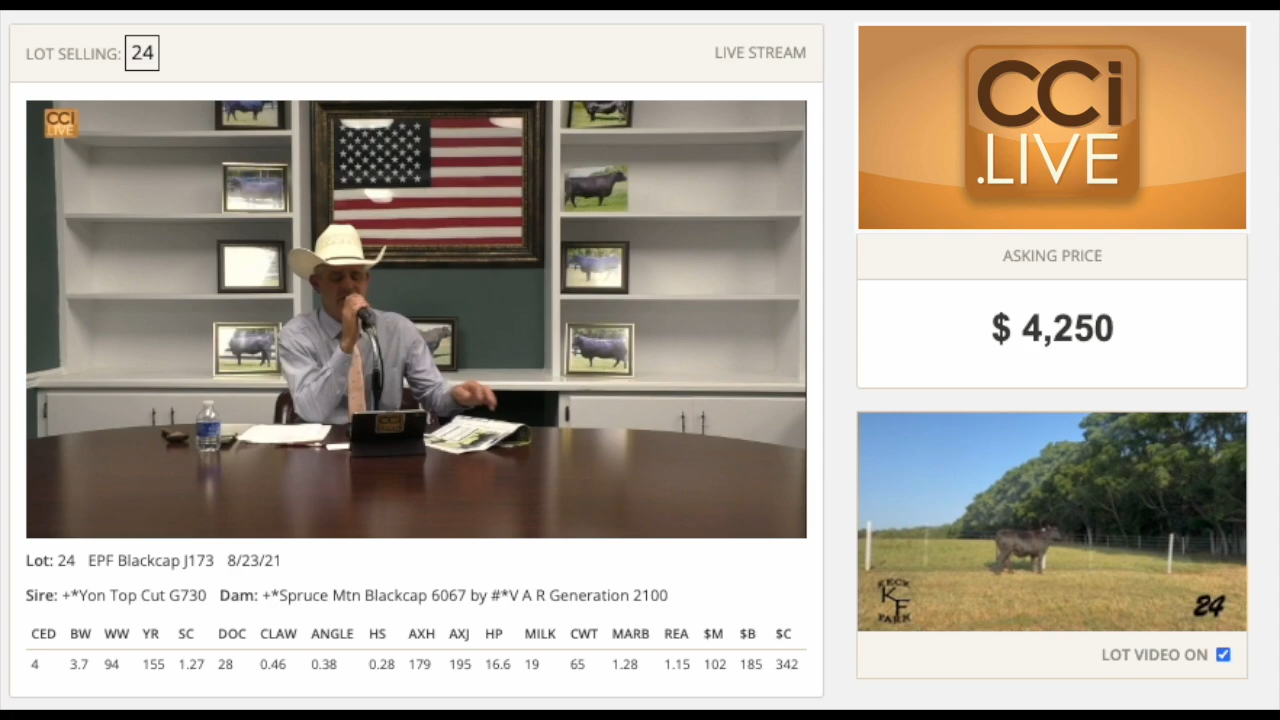 LOT SELLING: 24
LIVE STREAM
CCi
LIVE
CCi
Lot: 24 EPF Blackcap J173 8/23/21
Sire: +*Yon Top Cut G730 Dam: +*Spruce Mtn Blackcap 6067 by #*V A R Generation 2100
CED BW WW YR SC DOC CLAW ANGLE HS AXH AXJ HP MILK CWT MARB REA $M $B $C
4 3.7 94 155 1.27 28 0.46 0.38 0.28 179 195 16.6 19 65 1.28 1.15 102 185 342
CCi
.LIVE
ASKING PRICE
$ 4,250
KECK
KF
FARK
24
LOT VIDEO ON